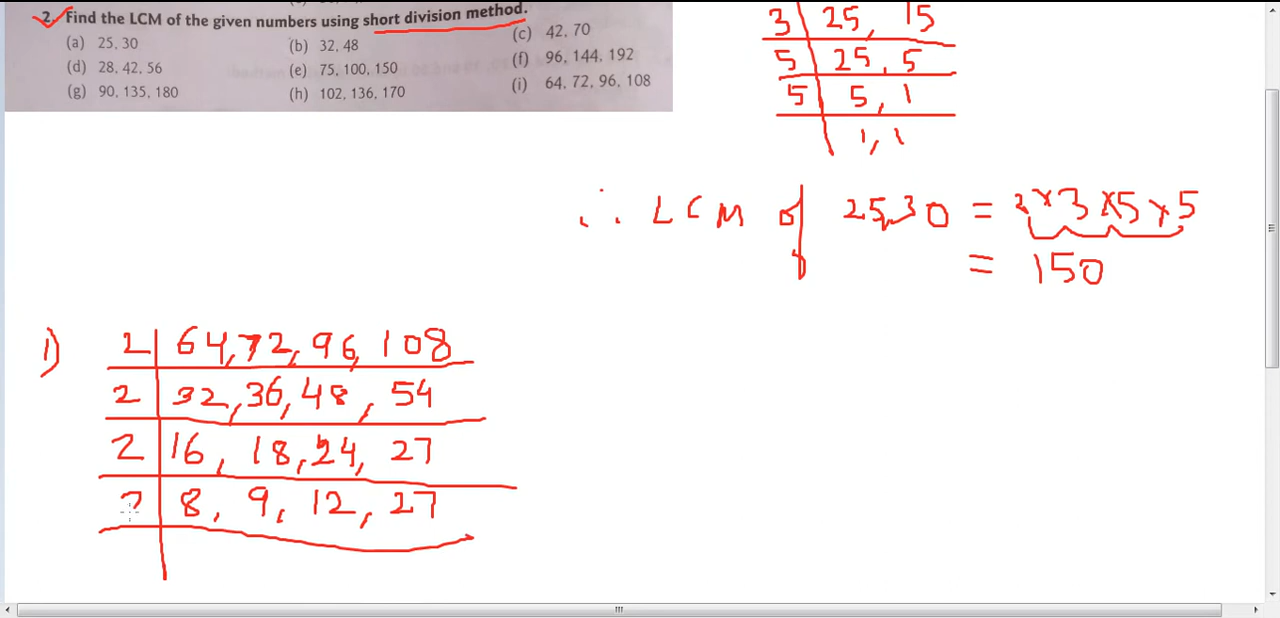 2. Find the LCM of the given numbers using short division method.
(a) 25, 30 (b) 32, 48 (c) 42, 70
(d) 28, 42, 56 (e) 75, 100, 150 (f) 96, 144, 192
(g) 90, 135, 180 (h) 102, 136, 170 (i) 64, 72, 96, 108
3 | 25, 15
5 | 25, 5
5 | 5, 1
1, 1
∴ LCM of 25,30 = 2 × 3 × 5 × 5
= 150
i) 2 | 64, 72, 96, 108
2 | 32, 36, 48, 54
2 | 16, 18, 24, 27
2 | 8, 9, 12, 27